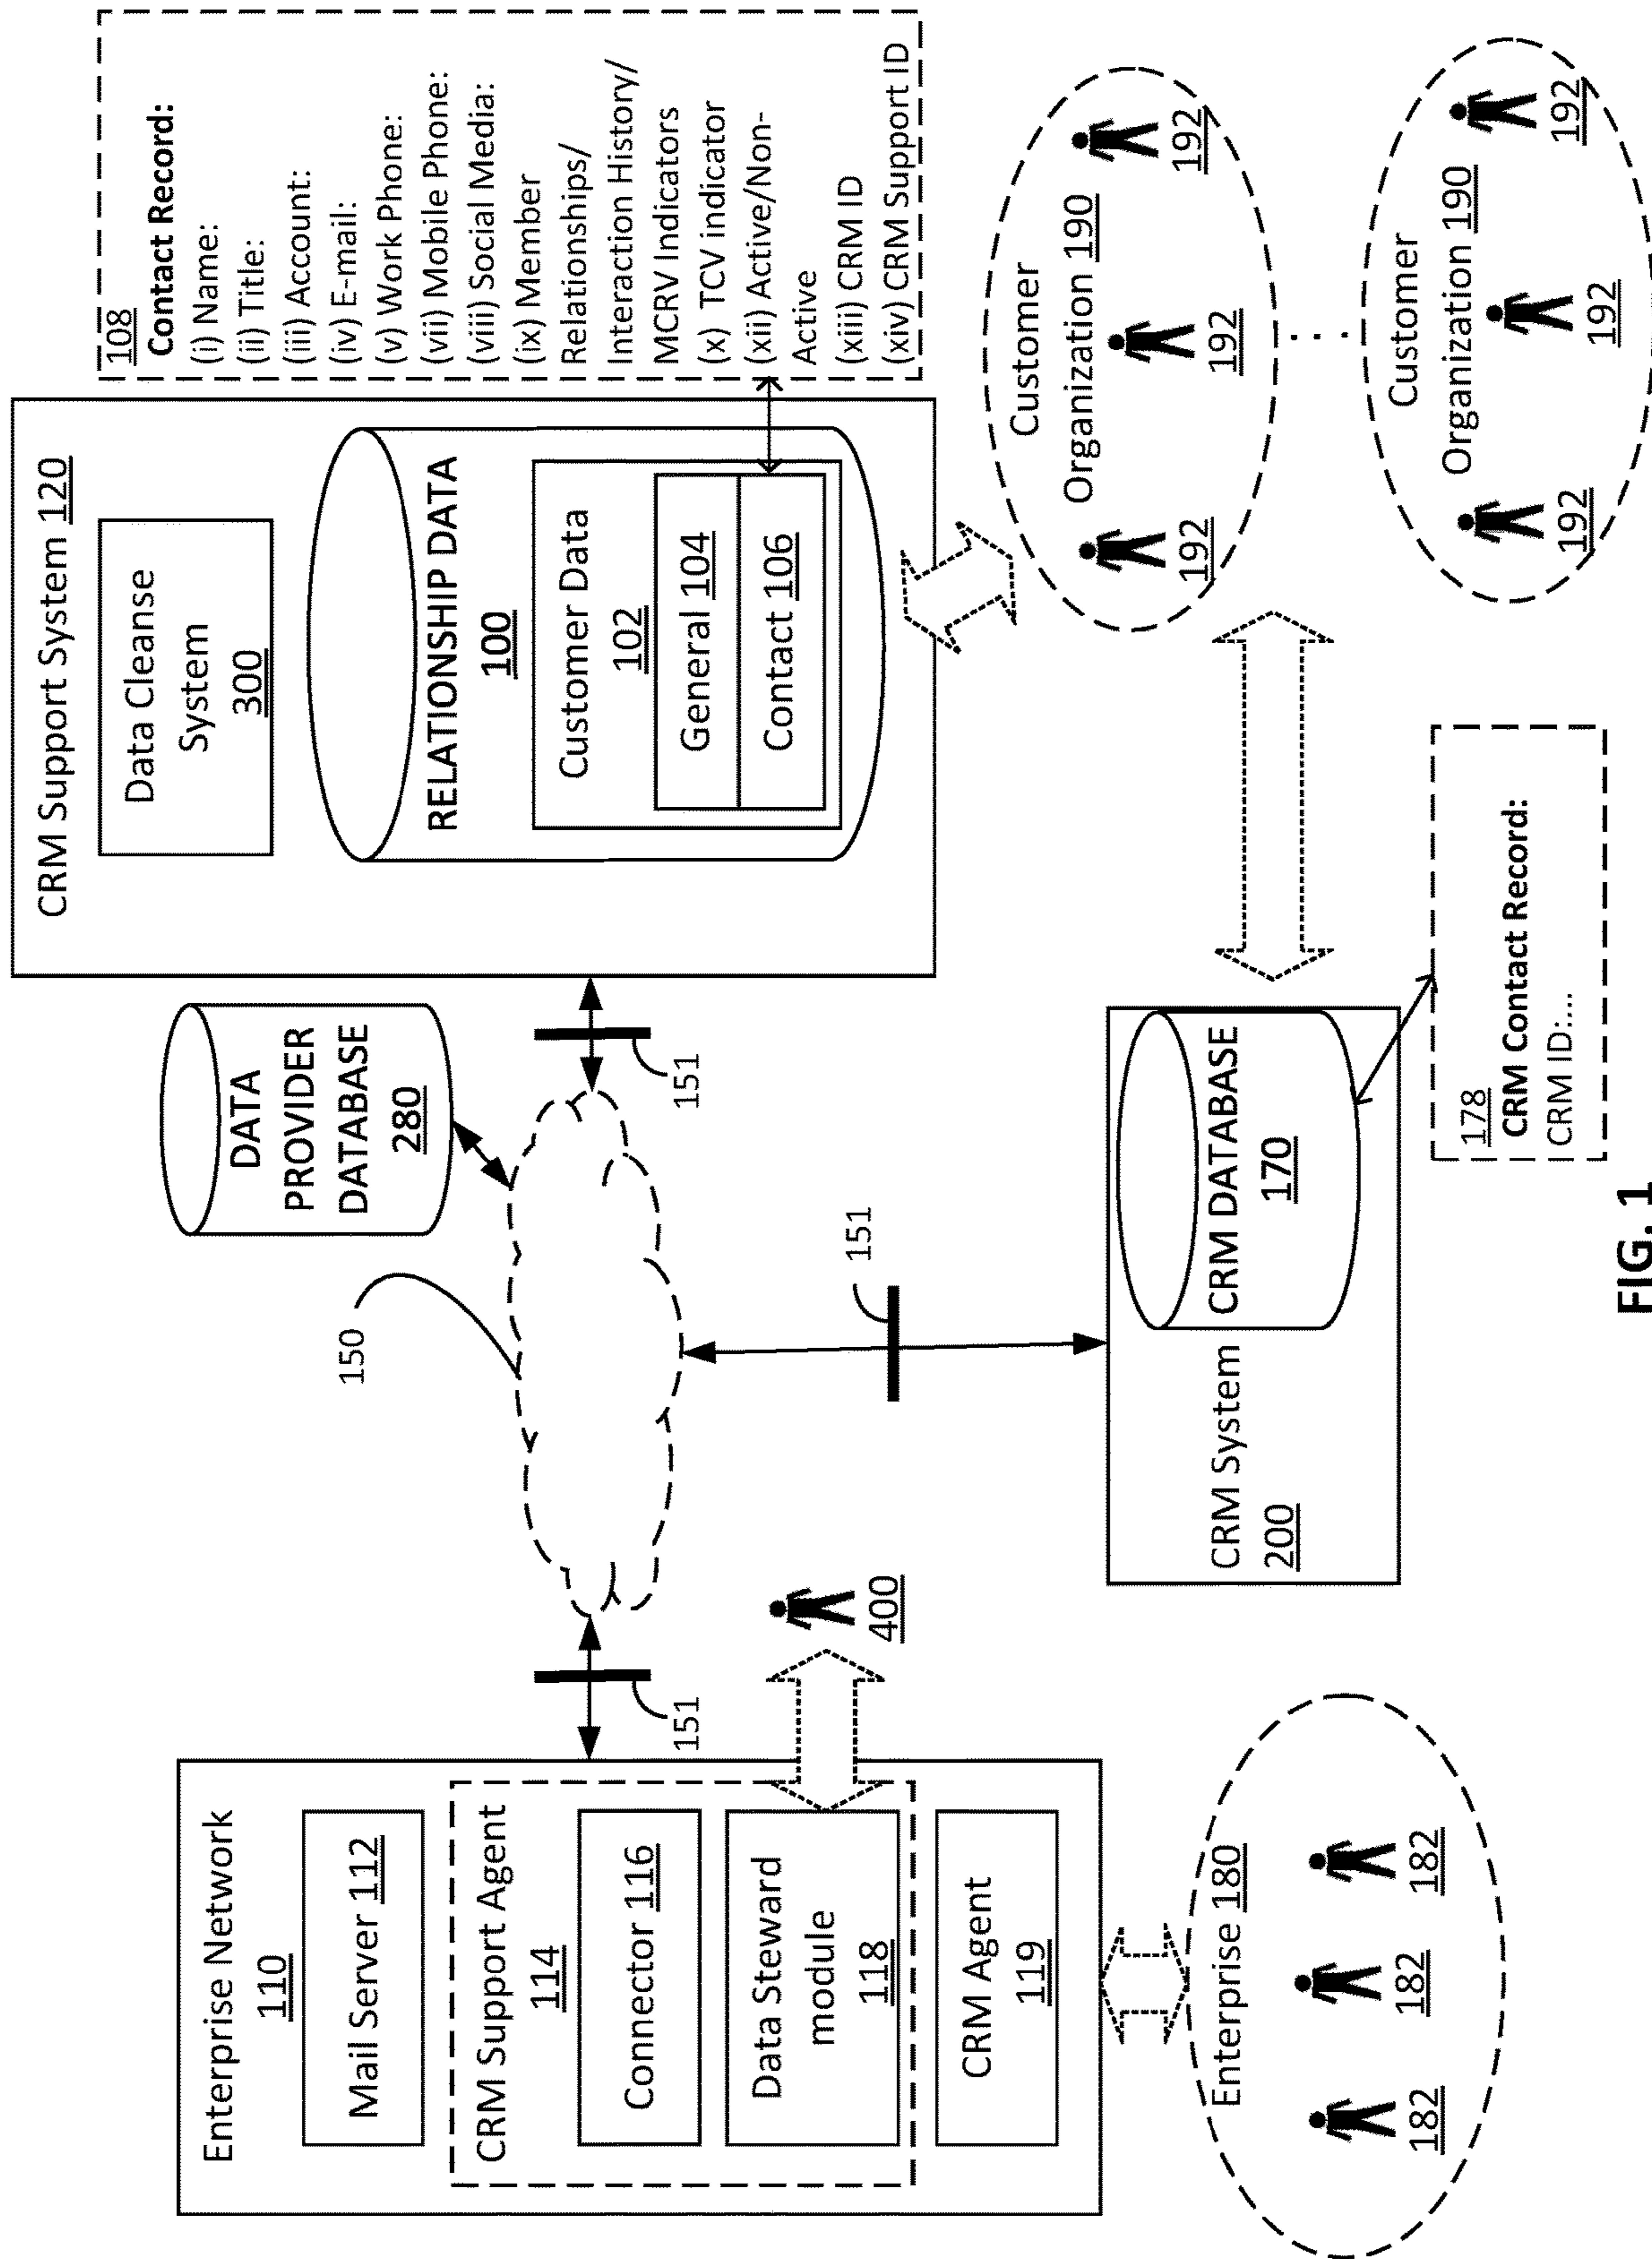 Enterprise Network
110
Mail Server 112
CRM Support Agent
114
Connector 116
Data Steward
module
118
CRM Agent
119
Enterprise 180
182
182
182
151
400
150
DATA
PROVIDER
DATABASE
280
151
151
CRM System
200
CRM DATABASE
170
178
CRM Contact Record:
CRM ID:...
CRM Support System 120
Data Cleanse
System
300
RELATIONSHIP DATA
100
Customer Data
102
General 104
Contact 106
108
Contact Record:
(i) Name:
(ii) Title:
(iii) Account:
(iv) E-mail:
(v) Work Phone:
(vii) Mobile Phone:
(viii) Social Media:
(ix) Member
Relationships/
Interaction History/
MCRV Indicators
(x) TCV indicator
(xii) Active/Non-
Active
(xiii) CRM ID
(xiv) CRM Support ID
Customer
Organization 190
192
192
192
. . .
Customer
Organization 190
192
192
192
FIG. 1